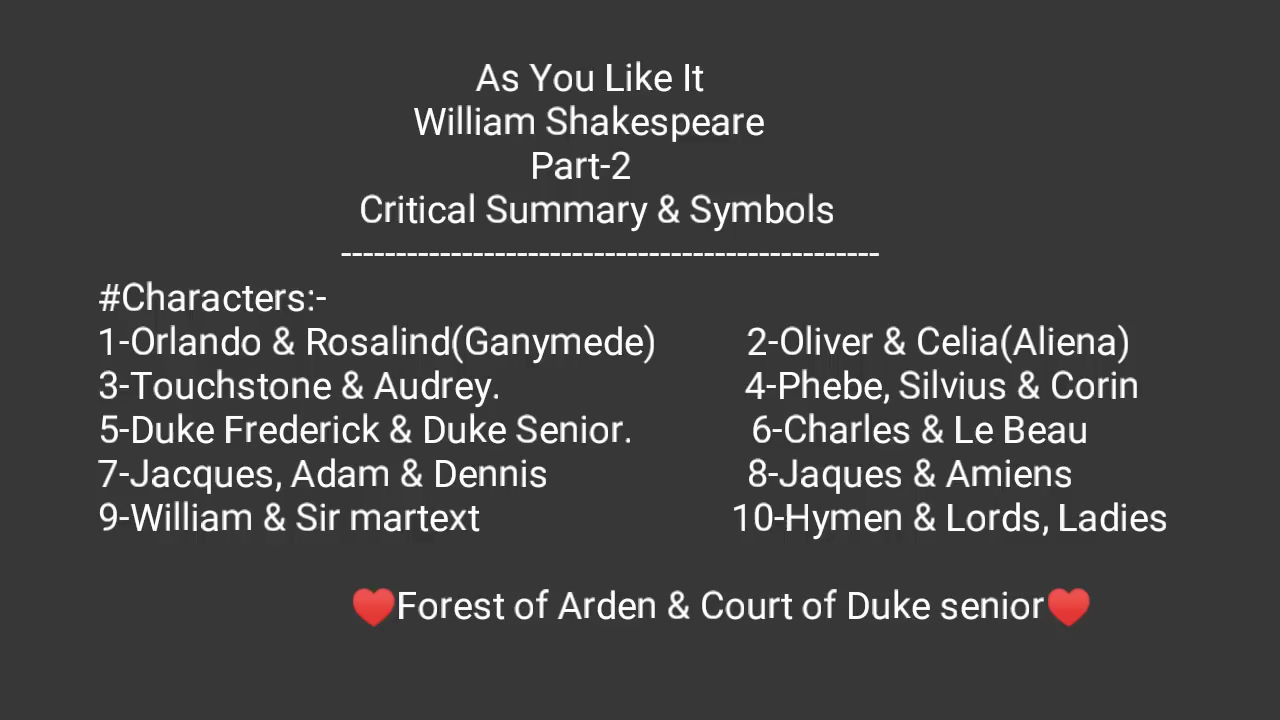 As You Like It
William Shakespeare
Part-2
Critical Summary & Symbols
-------------------------------------------------
#Characters:-
1-Orlando & Rosalind(Ganymede) 2-Oliver & Celia(Aliena)
3-Touchstone & Audrey. 4-Phebe, Silvius & Corin
5-Duke Frederick & Duke Senior. 6-Charles & Le Beau
7-Jacques, Adam & Dennis 8-Jaques & Amiens
9-William & Sir martext 10-Hymen & Lords, Ladies
❤️Forest of Arden & Court of Duke senior❤️